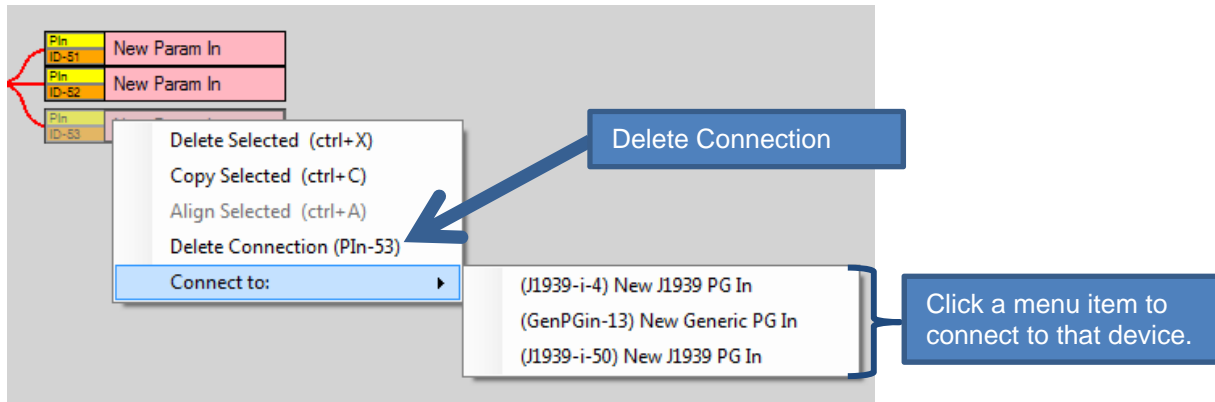 PIn
ID-51
New Param In
PIn
ID-52
New Param In
PIn
ID-53
Delete Selected (ctrl+X)
Copy Selected (ctrl+C)
Align Selected (ctrl+A)
Delete Connection (PIn-53)
Connect to:
(J1939-i-4) New J1939 PG In
(GenPGin-13) New Generic PG In
(J1939-i-50) New J1939 PG In
Delete Connection
Click a menu item to
connect to that device.